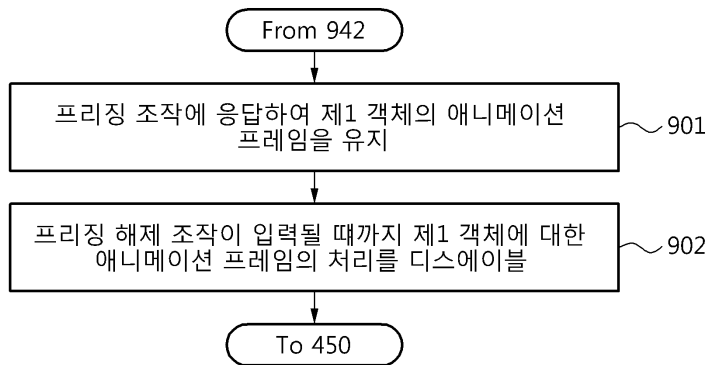 From 942
프리징 조작에 응답하여 제1 객체의 애니메이션
프레임을 유지
901
프리징 해제 조작이 입력될 떄까지 제1 객체에 대한
애니메이션 프레임의 처리를 디스에이블
902
To 450